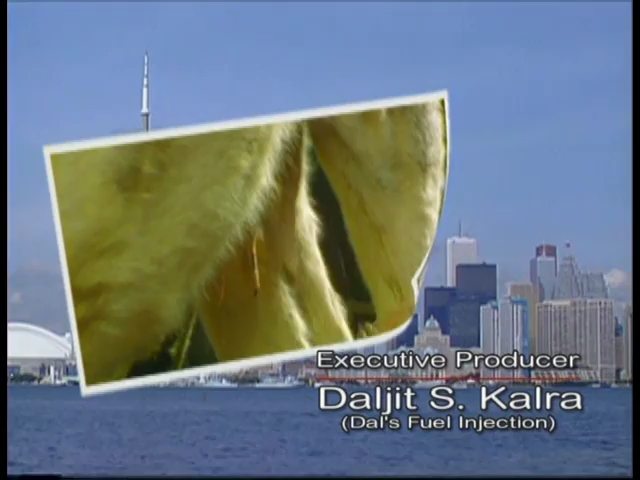 Executive Producer
Daljit S. Kalra
(Dal's Fuel Injection)